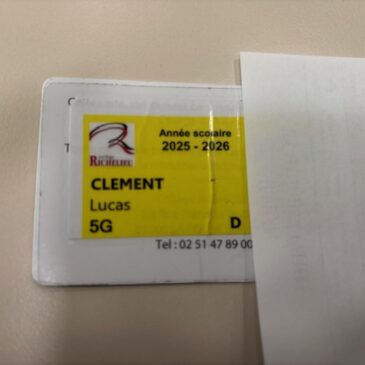 Année scolaire
2025 - 2026
RICHELIEU
CLEMENT
Lucas
5G
D
Tel : 02 51 47 89 00